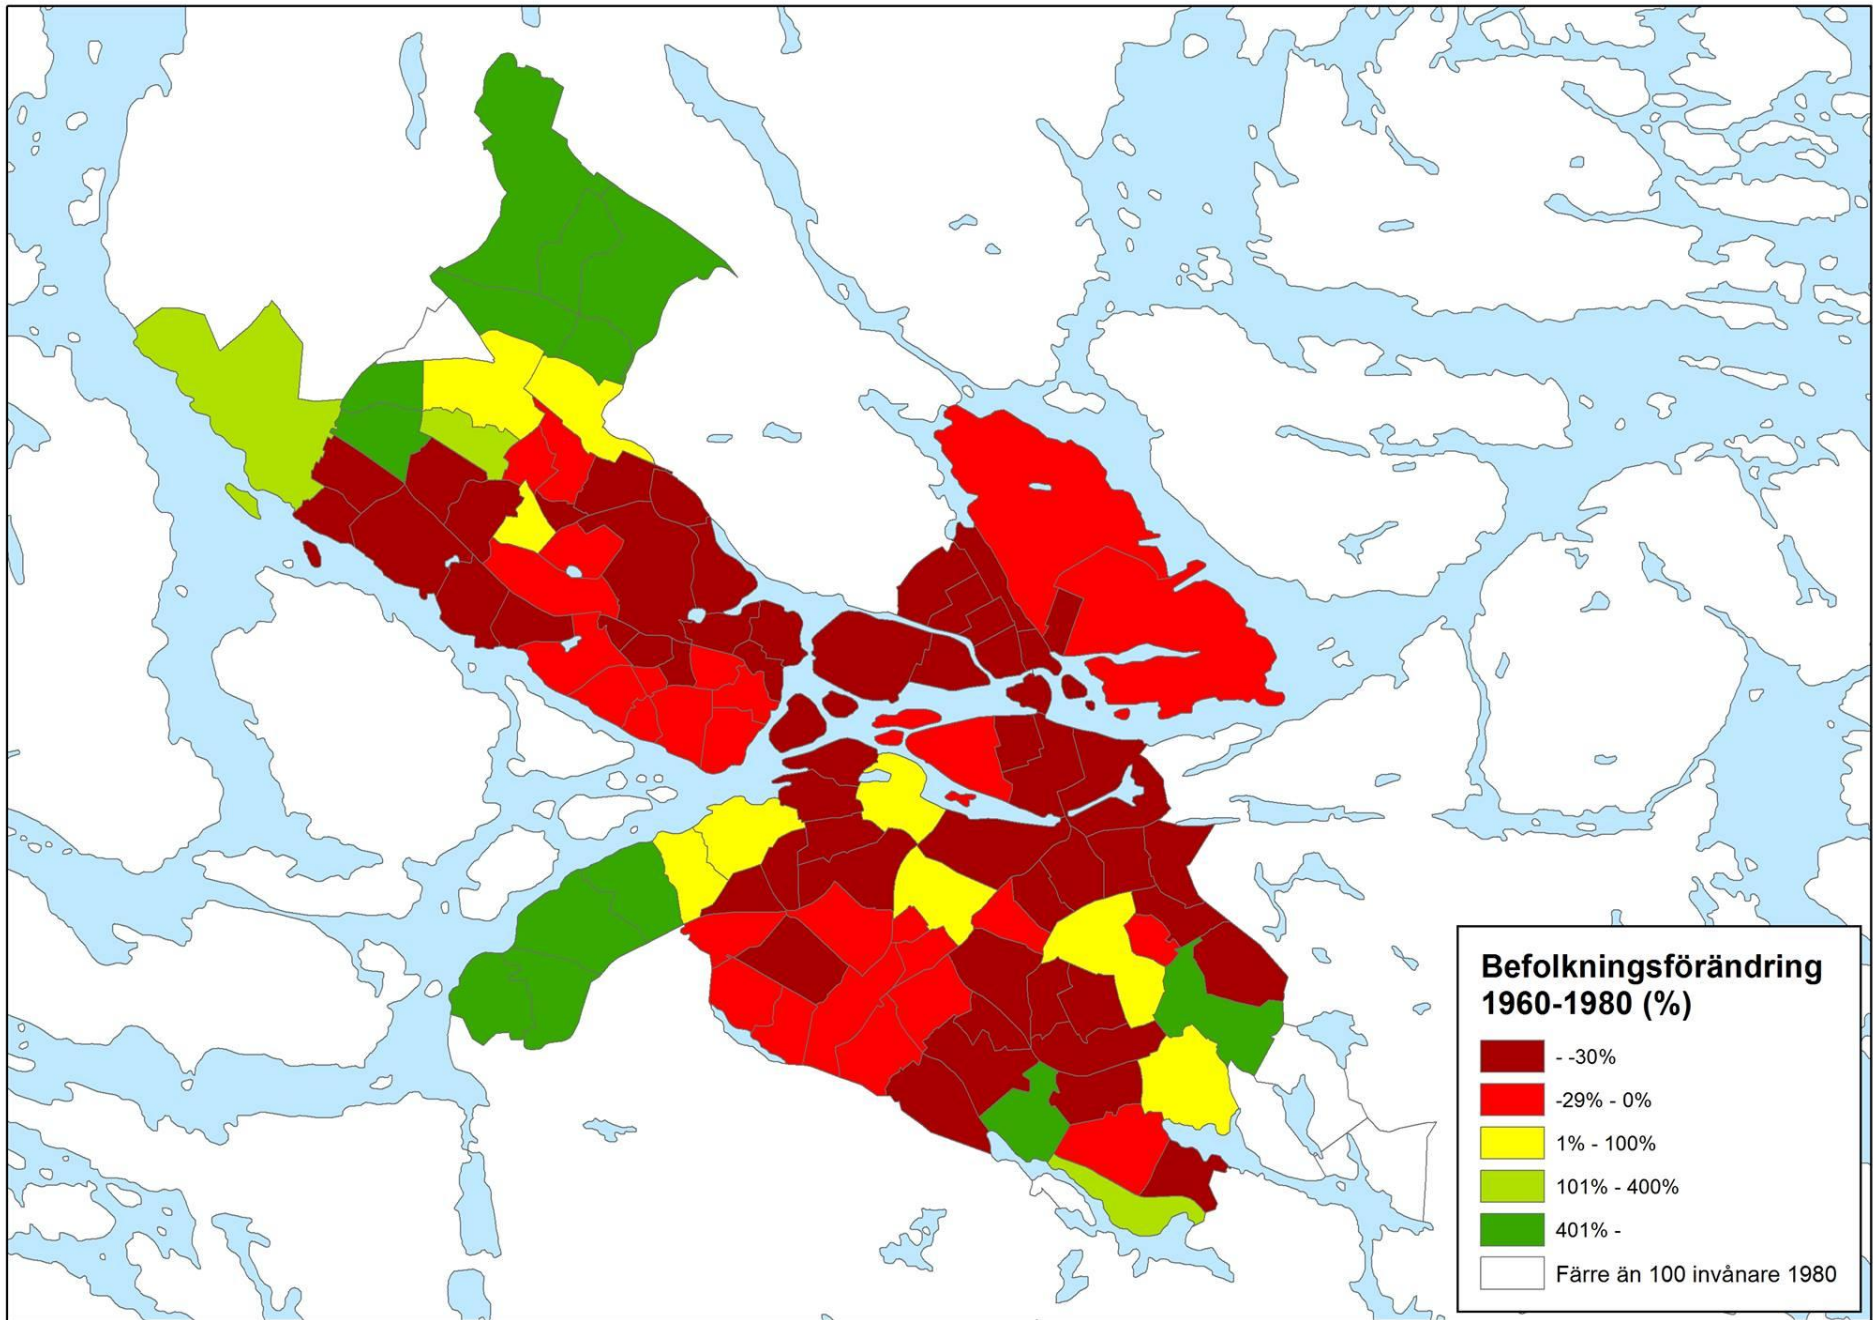 Befolkningsförändring
1960-1980 (%)
- -30%
-29% - 0%
1% - 100%
101% - 400%
401% -
Färre än 100 invånare 1980